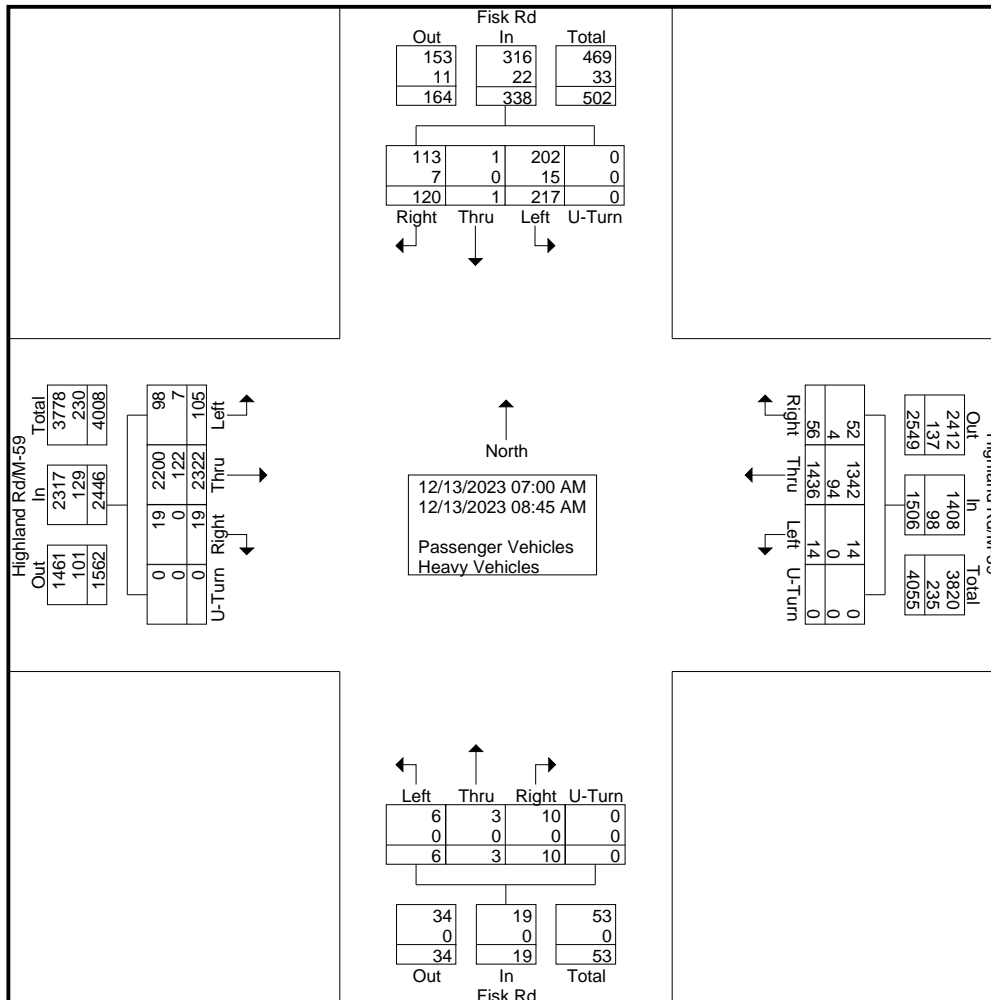 Fisk Rd
Out In Total
153 316 469
11 22 33
164 338 502
113 1 202 0
7 0 15 0
120 1 217 0
Right Thru Left U-Turn
Highland Rd/M-59
Total In Out
3778 2317 1461
230 129 101
4008 2446 1562
98 2200 19 0
7 122 0 0
105 2322 19 0
Left Thru Right U-Turn
North
12/13/2023 07:00 AM
12/13/2023 08:45 AM
Passenger Vehicles
Heavy Vehicles
Right Thru Left U-Turn
52 1342 14 0
4 94 0 0
56 1436 14 0
Out In Total
2412 1408 3820
137 98 235
2549 1506 4055
Highland Rd/M-59
Left Thru Right U-Turn
6 3 10 0
0 0 0 0
6 3 10 0
34 19 53
0 0 0
34 19 53
Out In Total
Fisk Rd